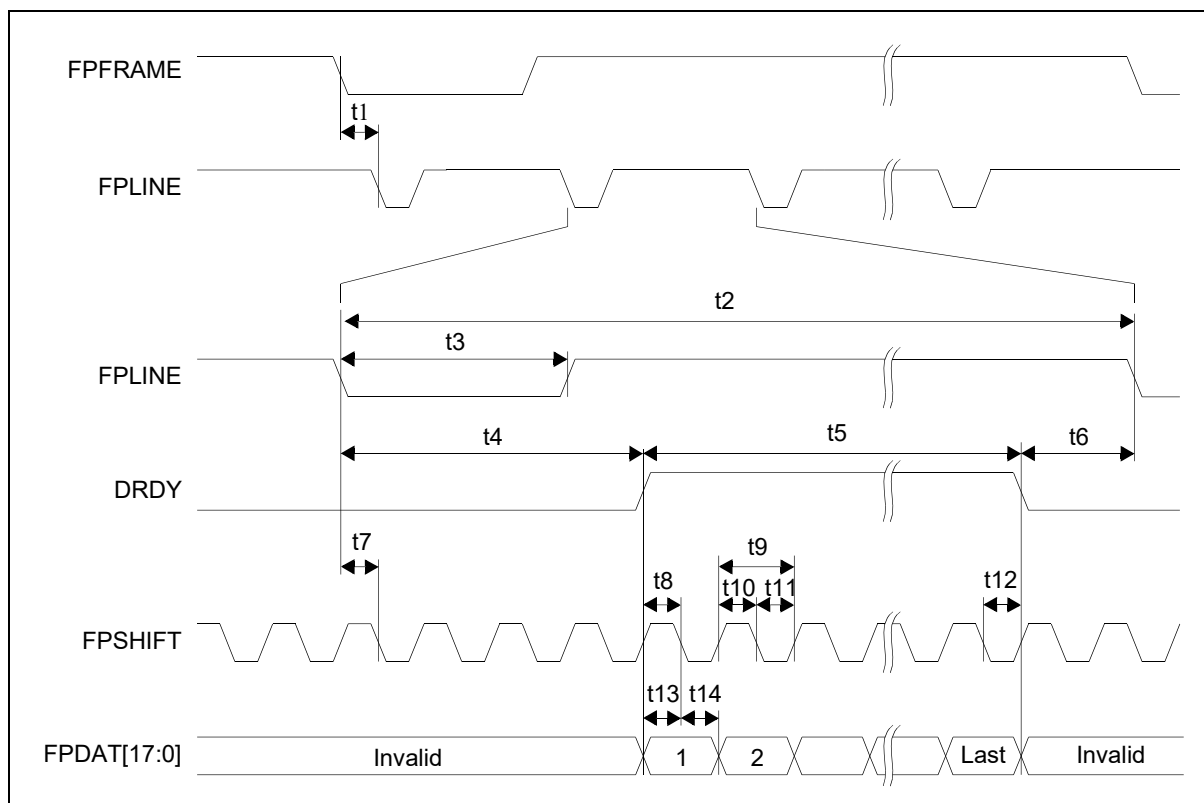 FPFRAME
t1
FPLINE
t2
t3
FPLINE
t4 t5 t6
DRDY
t7 t9
t8 t10 t11 t12
FPSHIFT
t13 t14
FPDAT[17:0] Invalid 1 2 Last Invalid